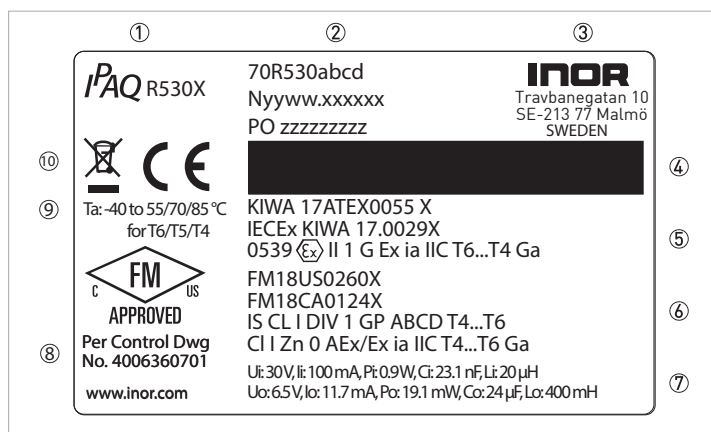 ① ② ③
IPAQ R530X
70R530abcd
Nyyww.xxxxxx
PO zzzzzzzzz
INOR
Travbanegatan 10
SE-213 77 Malmö
SWEDEN
⑩
CE
④
⑨
Ta: -40 to 55/70/85 °C
for T6/T5/T4
KIWA 17ATEX0055 X
IECEx KIWA 17.0029X
0539 Ex II 1 G Ex ia IIC T6...T4 Ga
⑤
C FM US
APPROVED
FM18US0260X
FM18CA0124X
IS CL I DIV 1 GP ABCD T4...T6
Cl I Zn 0 AEx/Ex ia IIC T4...T6 Ga
⑥
⑧
Per Control Dwg
No. 4006360701
www.inor.com
Ui: 30V, Ii: 100 mA, Pi: 0.9W, Ci: 23.1 nF, Li: 20 µH
Uo: 6.5V, Io: 11.7 mA, Po: 19.1 mW, Co: 24 µF, Lo: 400 mH
⑦